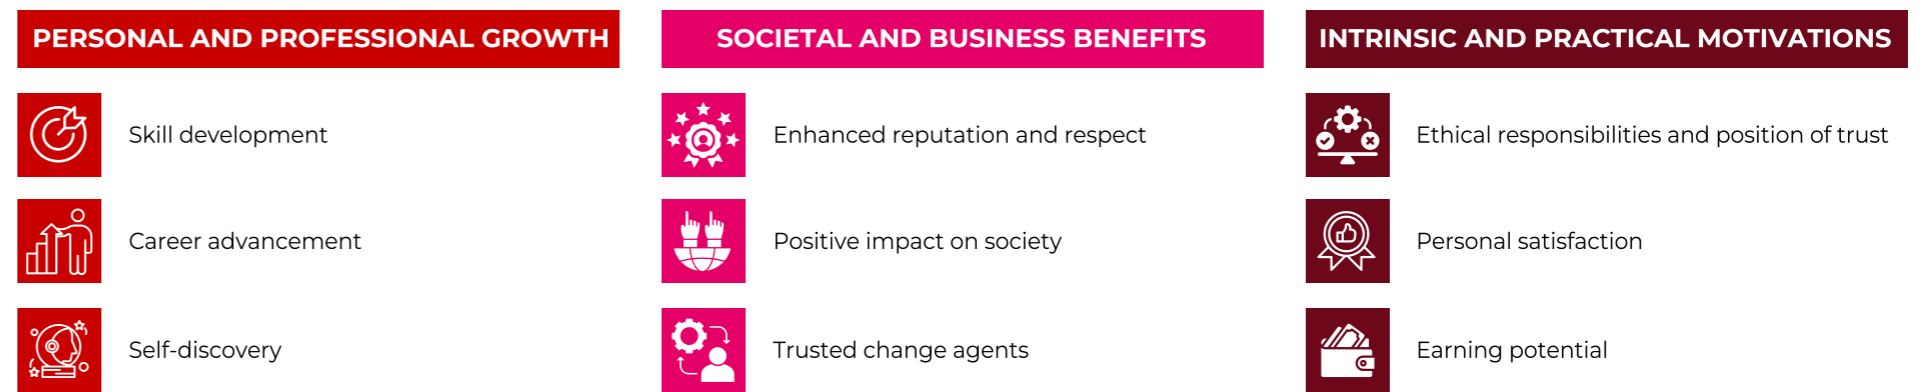 PERSONAL AND PROFESSIONAL GROWTH
Skill development
Career advancement
Self-discovery
SOCIETAL AND BUSINESS BENEFITS
Enhanced reputation and respect
Positive impact on society
Trusted change agents
INTRINSIC AND PRACTICAL MOTIVATIONS
Ethical responsibilities and position of trust
Personal satisfaction
Earning potential